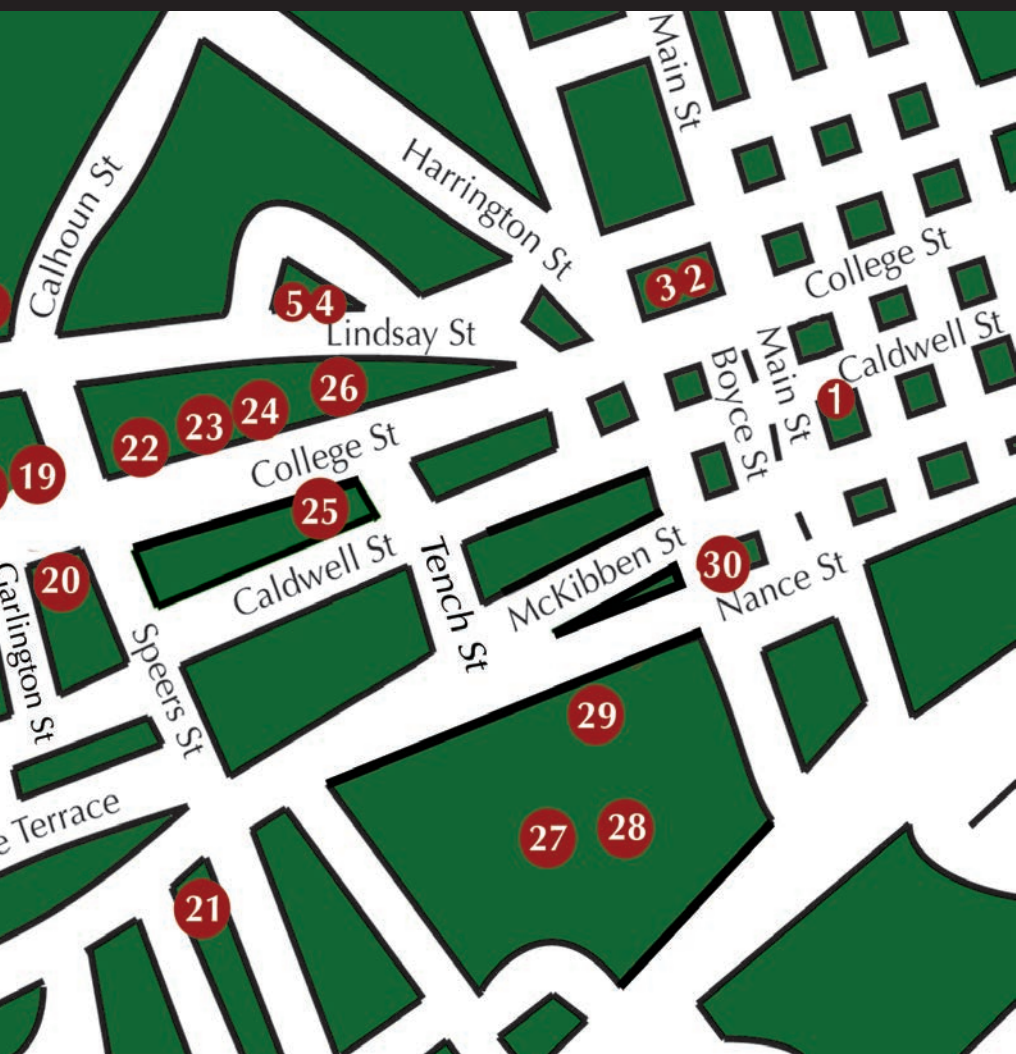 Main St
Harrington St
Calhoun St
College St
3 2
5 4
Lindsay St
Caldwell St
Boyce St
Main St
1
26
24
23
22
College St
19
25
Caldwell St
McKibben St
30
Nance St
Tench St
20
Garlington St
Speers St
29
27
28
e Terrace
21